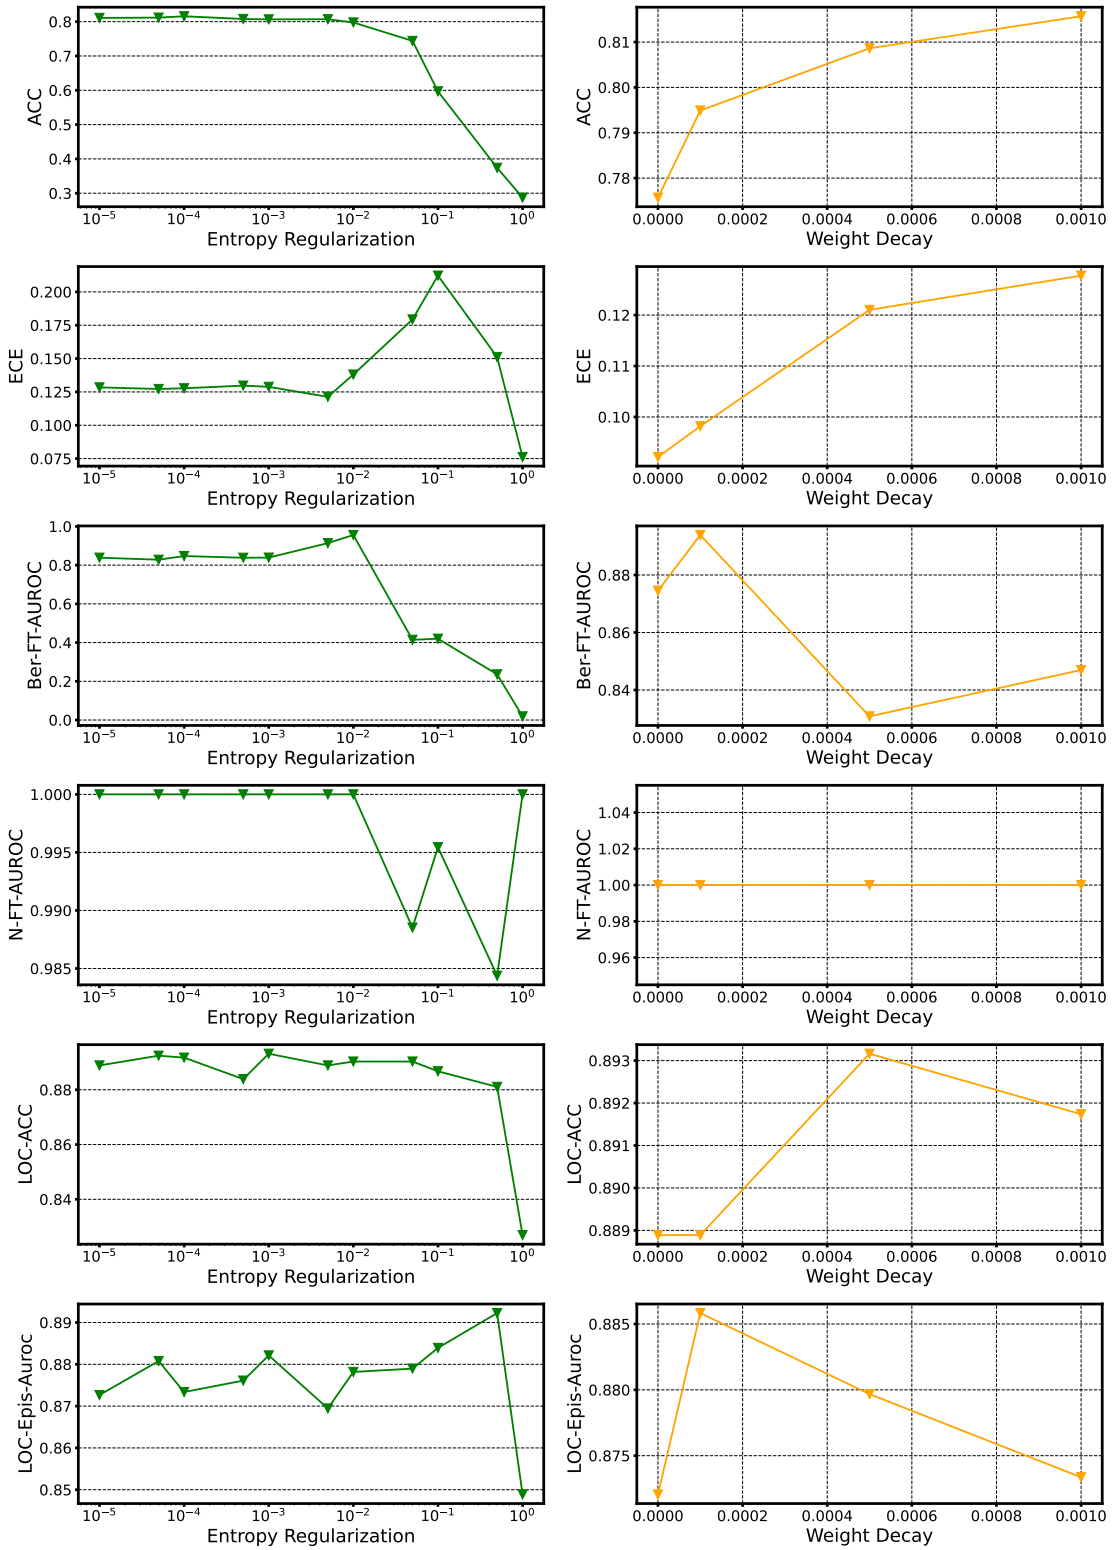 ACC
0.8
0.7
0.6
0.5
0.4
0.3
10⁻⁵ 10⁻⁴ 10⁻³ 10⁻² 10⁻¹ 10⁰
Entropy Regularization
ACC
0.81
0.80
0.79
0.78
0.0000 0.0002 0.0004 0.0006 0.0008 0.0010
Weight Decay
ECE
0.200
0.175
0.150
0.125
0.100
0.075
10⁻⁵ 10⁻⁴ 10⁻³ 10⁻² 10⁻¹ 10⁰
Entropy Regularization
ECE
0.12
0.11
0.10
0.0000 0.0002 0.0004 0.0006 0.0008 0.0010
Weight Decay
Ber-FT-AUROC
1.0
0.8
0.6
0.4
0.2
0.0
10⁻⁵ 10⁻⁴ 10⁻³ 10⁻² 10⁻¹ 10⁰
Entropy Regularization
Ber-FT-AUROC
0.88
0.86
0.84
0.0000 0.0002 0.0004 0.0006 0.0008 0.0010
Weight Decay
N-FT-AUROC
1.000
0.995
0.990
0.985
10⁻⁵ 10⁻⁴ 10⁻³ 10⁻² 10⁻¹ 10⁰
Entropy Regularization
N-FT-AUROC
1.04
1.02
1.00
0.98
0.96
0.0000 0.0002 0.0004 0.0006 0.0008 0.0010
Weight Decay
LOC-ACC
0.88
0.86
0.84
10⁻⁵ 10⁻⁴ 10⁻³ 10⁻² 10⁻¹ 10⁰
Entropy Regularization
LOC-ACC
0.893
0.892
0.891
0.890
0.889
0.0000 0.0002 0.0004 0.0006 0.0008 0.0010
Weight Decay
LOC-Epis-Auroc
0.89
0.88
0.87
0.86
0.85
10⁻⁵ 10⁻⁴ 10⁻³ 10⁻² 10⁻¹ 10⁰
Entropy Regularization
LOC-Epis-Auroc
0.885
0.880
0.875
0.0000 0.0002 0.0004 0.0006 0.0008 0.0010
Weight Decay